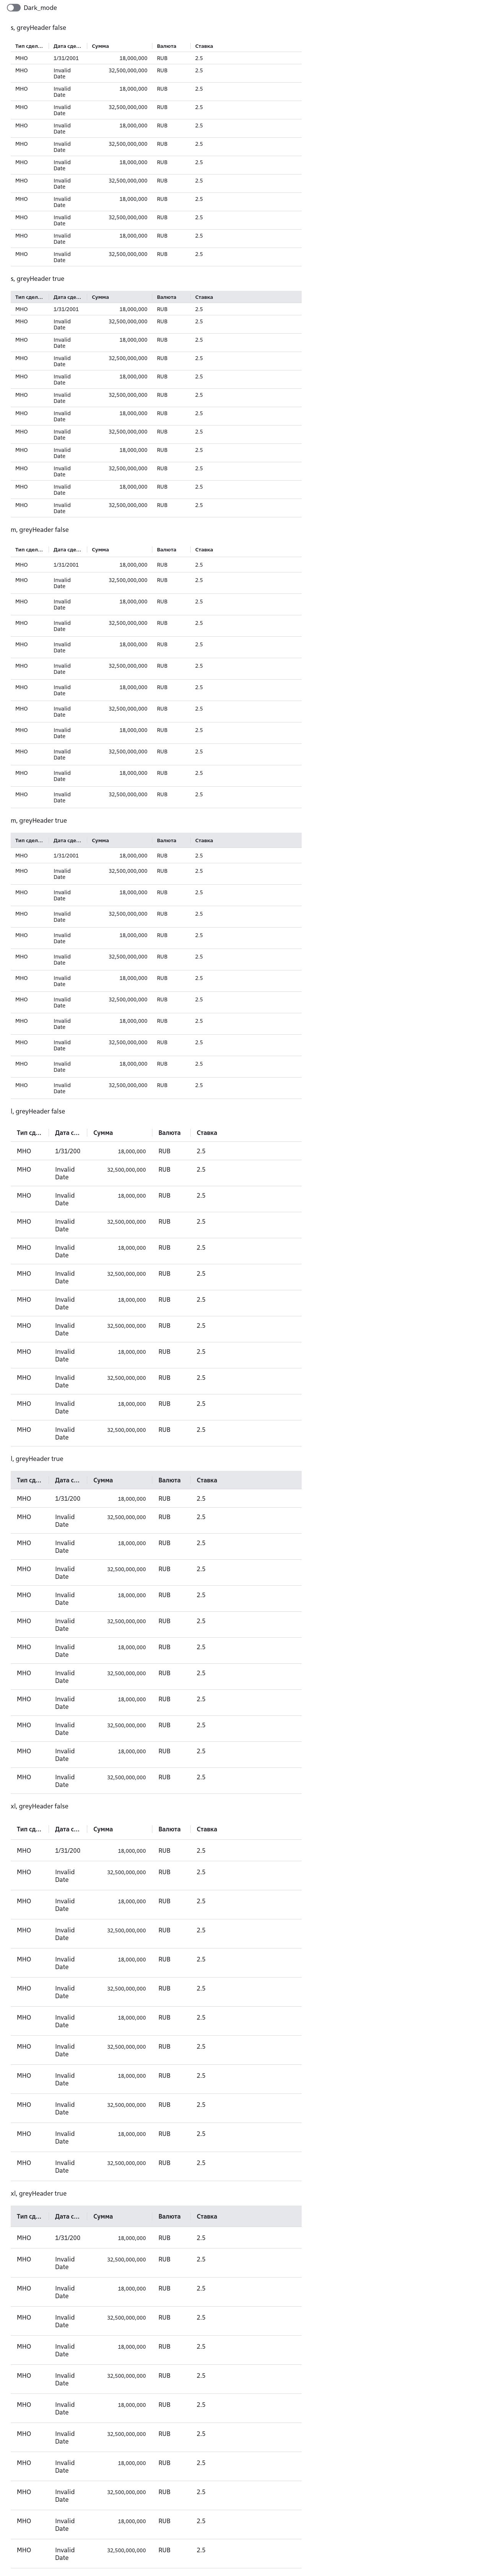 Dark_mode
s, greyHeader false
Тип сдел... Дата сде... Сумма Валюта Ставка
МНО 1/31/2001 18,000,000 RUB 2.5
МНО Invalid 32,500,000,000 RUB 2.5
Date
МНО Invalid 18,000,000 RUB 2.5
Date
МНО Invalid 32,500,000,000 RUB 2.5
Date
МНО Invalid 18,000,000 RUB 2.5
Date
МНО Invalid 32,500,000,000 RUB 2.5
Date
МНО Invalid 18,000,000 RUB 2.5
Date
МНО Invalid 32,500,000,000 RUB 2.5
Date
МНО Invalid 18,000,000 RUB 2.5
Date
МНО Invalid 32,500,000,000 RUB 2.5
Date
МНО Invalid 18,000,000 RUB 2.5
Date
МНО Invalid 32,500,000,000 RUB 2.5
Date
s, greyHeader true
Тип сдел... Дата сде... Сумма Валюта Ставка
МНО 1/31/2001 18,000,000 RUB 2.5
МНО Invalid 32,500,000,000 RUB 2.5
Date
МНО Invalid 18,000,000 RUB 2.5
Date
МНО Invalid 32,500,000,000 RUB 2.5
Date
МНО Invalid 18,000,000 RUB 2.5
Date
МНО Invalid 32,500,000,000 RUB 2.5
Date
МНО Invalid 18,000,000 RUB 2.5
Date
МНО Invalid 32,500,000,000 RUB 2.5
Date
МНО Invalid 18,000,000 RUB 2.5
Date
МНО Invalid 32,500,000,000 RUB 2.5
Date
МНО Invalid 18,000,000 RUB 2.5
Date
МНО Invalid 32,500,000,000 RUB 2.5
Date
m, greyHeader false
Тип сдел... Дата сде... Сумма Валюта Ставка
МНО 1/31/2001 18,000,000 RUB 2.5
МНО Invalid 32,500,000,000 RUB 2.5
Date
МНО Invalid 18,000,000 RUB 2.5
Date
МНО Invalid 32,500,000,000 RUB 2.5
Date
МНО Invalid 18,000,000 RUB 2.5
Date
МНО Invalid 32,500,000,000 RUB 2.5
Date
МНО Invalid 18,000,000 RUB 2.5
Date
МНО Invalid 32,500,000,000 RUB 2.5
Date
МНО Invalid 18,000,000 RUB 2.5
Date
МНО Invalid 32,500,000,000 RUB 2.5
Date
МНО Invalid 18,000,000 RUB 2.5
Date
МНО Invalid 32,500,000,000 RUB 2.5
Date
m, greyHeader true
Тип сдел... Дата сде... Сумма Валюта Ставка
МНО 1/31/2001 18,000,000 RUB 2.5
МНО Invalid 32,500,000,000 RUB 2.5
Date
МНО Invalid 18,000,000 RUB 2.5
Date
МНО Invalid 32,500,000,000 RUB 2.5
Date
МНО Invalid 18,000,000 RUB 2.5
Date
МНО Invalid 32,500,000,000 RUB 2.5
Date
МНО Invalid 18,000,000 RUB 2.5
Date
МНО Invalid 32,500,000,000 RUB 2.5
Date
МНО Invalid 18,000,000 RUB 2.5
Date
МНО Invalid 32,500,000,000 RUB 2.5
Date
МНО Invalid 18,000,000 RUB 2.5
Date
МНО Invalid 32,500,000,000 RUB 2.5
Date
l, greyHeader false
Тип сд... Дата с... Сумма Валюта Ставка
МНО 1/31/200 18,000,000 RUB 2.5
МНО Invalid 32,500,000,000 RUB 2.5
Date
МНО Invalid 18,000,000 RUB 2.5
Date
МНО Invalid 32,500,000,000 RUB 2.5
Date
МНО Invalid 18,000,000 RUB 2.5
Date
МНО Invalid 32,500,000,000 RUB 2.5
Date
МНО Invalid 18,000,000 RUB 2.5
Date
МНО Invalid 32,500,000,000 RUB 2.5
Date
МНО Invalid 18,000,000 RUB 2.5
Date
МНО Invalid 32,500,000,000 RUB 2.5
Date
МНО Invalid 18,000,000 RUB 2.5
Date
МНО Invalid 32,500,000,000 RUB 2.5
Date
l, greyHeader true
Тип сд... Дата с... Сумма Валюта Ставка
МНО 1/31/200 18,000,000 RUB 2.5
МНО Invalid 32,500,000,000 RUB 2.5
Date
МНО Invalid 18,000,000 RUB 2.5
Date
МНО Invalid 32,500,000,000 RUB 2.5
Date
МНО Invalid 18,000,000 RUB 2.5
Date
МНО Invalid 32,500,000,000 RUB 2.5
Date
МНО Invalid 18,000,000 RUB 2.5
Date
МНО Invalid 32,500,000,000 RUB 2.5
Date
МНО Invalid 18,000,000 RUB 2.5
Date
МНО Invalid 32,500,000,000 RUB 2.5
Date
МНО Invalid 18,000,000 RUB 2.5
Date
МНО Invalid 32,500,000,000 RUB 2.5
Date
xl, greyHeader false
Тип сд... Дата с... Сумма Валюта Ставка
МНО 1/31/200 18,000,000 RUB 2.5
МНО Invalid 32,500,000,000 RUB 2.5
Date
МНО Invalid 18,000,000 RUB 2.5
Date
МНО Invalid 32,500,000,000 RUB 2.5
Date
МНО Invalid 18,000,000 RUB 2.5
Date
МНО Invalid 32,500,000,000 RUB 2.5
Date
МНО Invalid 18,000,000 RUB 2.5
Date
МНО Invalid 32,500,000,000 RUB 2.5
Date
МНО Invalid 18,000,000 RUB 2.5
Date
МНО Invalid 32,500,000,000 RUB 2.5
Date
МНО Invalid 18,000,000 RUB 2.5
Date
МНО Invalid 32,500,000,000 RUB 2.5
Date
xl, greyHeader true
Тип сд... Дата с... Сумма Валюта Ставка
МНО 1/31/200 18,000,000 RUB 2.5
МНО Invalid 32,500,000,000 RUB 2.5
Date
МНО Invalid 18,000,000 RUB 2.5
Date
МНО Invalid 32,500,000,000 RUB 2.5
Date
МНО Invalid 18,000,000 RUB 2.5
Date
МНО Invalid 32,500,000,000 RUB 2.5
Date
МНО Invalid 18,000,000 RUB 2.5
Date
МНО Invalid 32,500,000,000 RUB 2.5
Date
МНО Invalid 18,000,000 RUB 2.5
Date
МНО Invalid 32,500,000,000 RUB 2.5
Date
МНО Invalid 18,000,000 RUB 2.5
Date
МНО Invalid 32,500,000,000 RUB 2.5
Date